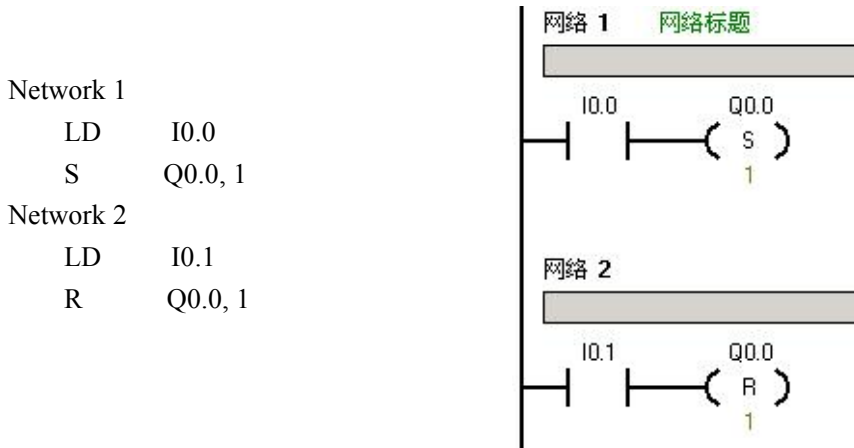 Network 1
LD I0.0
S Q0.0, 1
Network 2
LD I0.1
R Q0.0, 1
网络 1 网络标题
I0.0 Q0.0
S
1
网络 2
I0.1 Q0.0
R
1